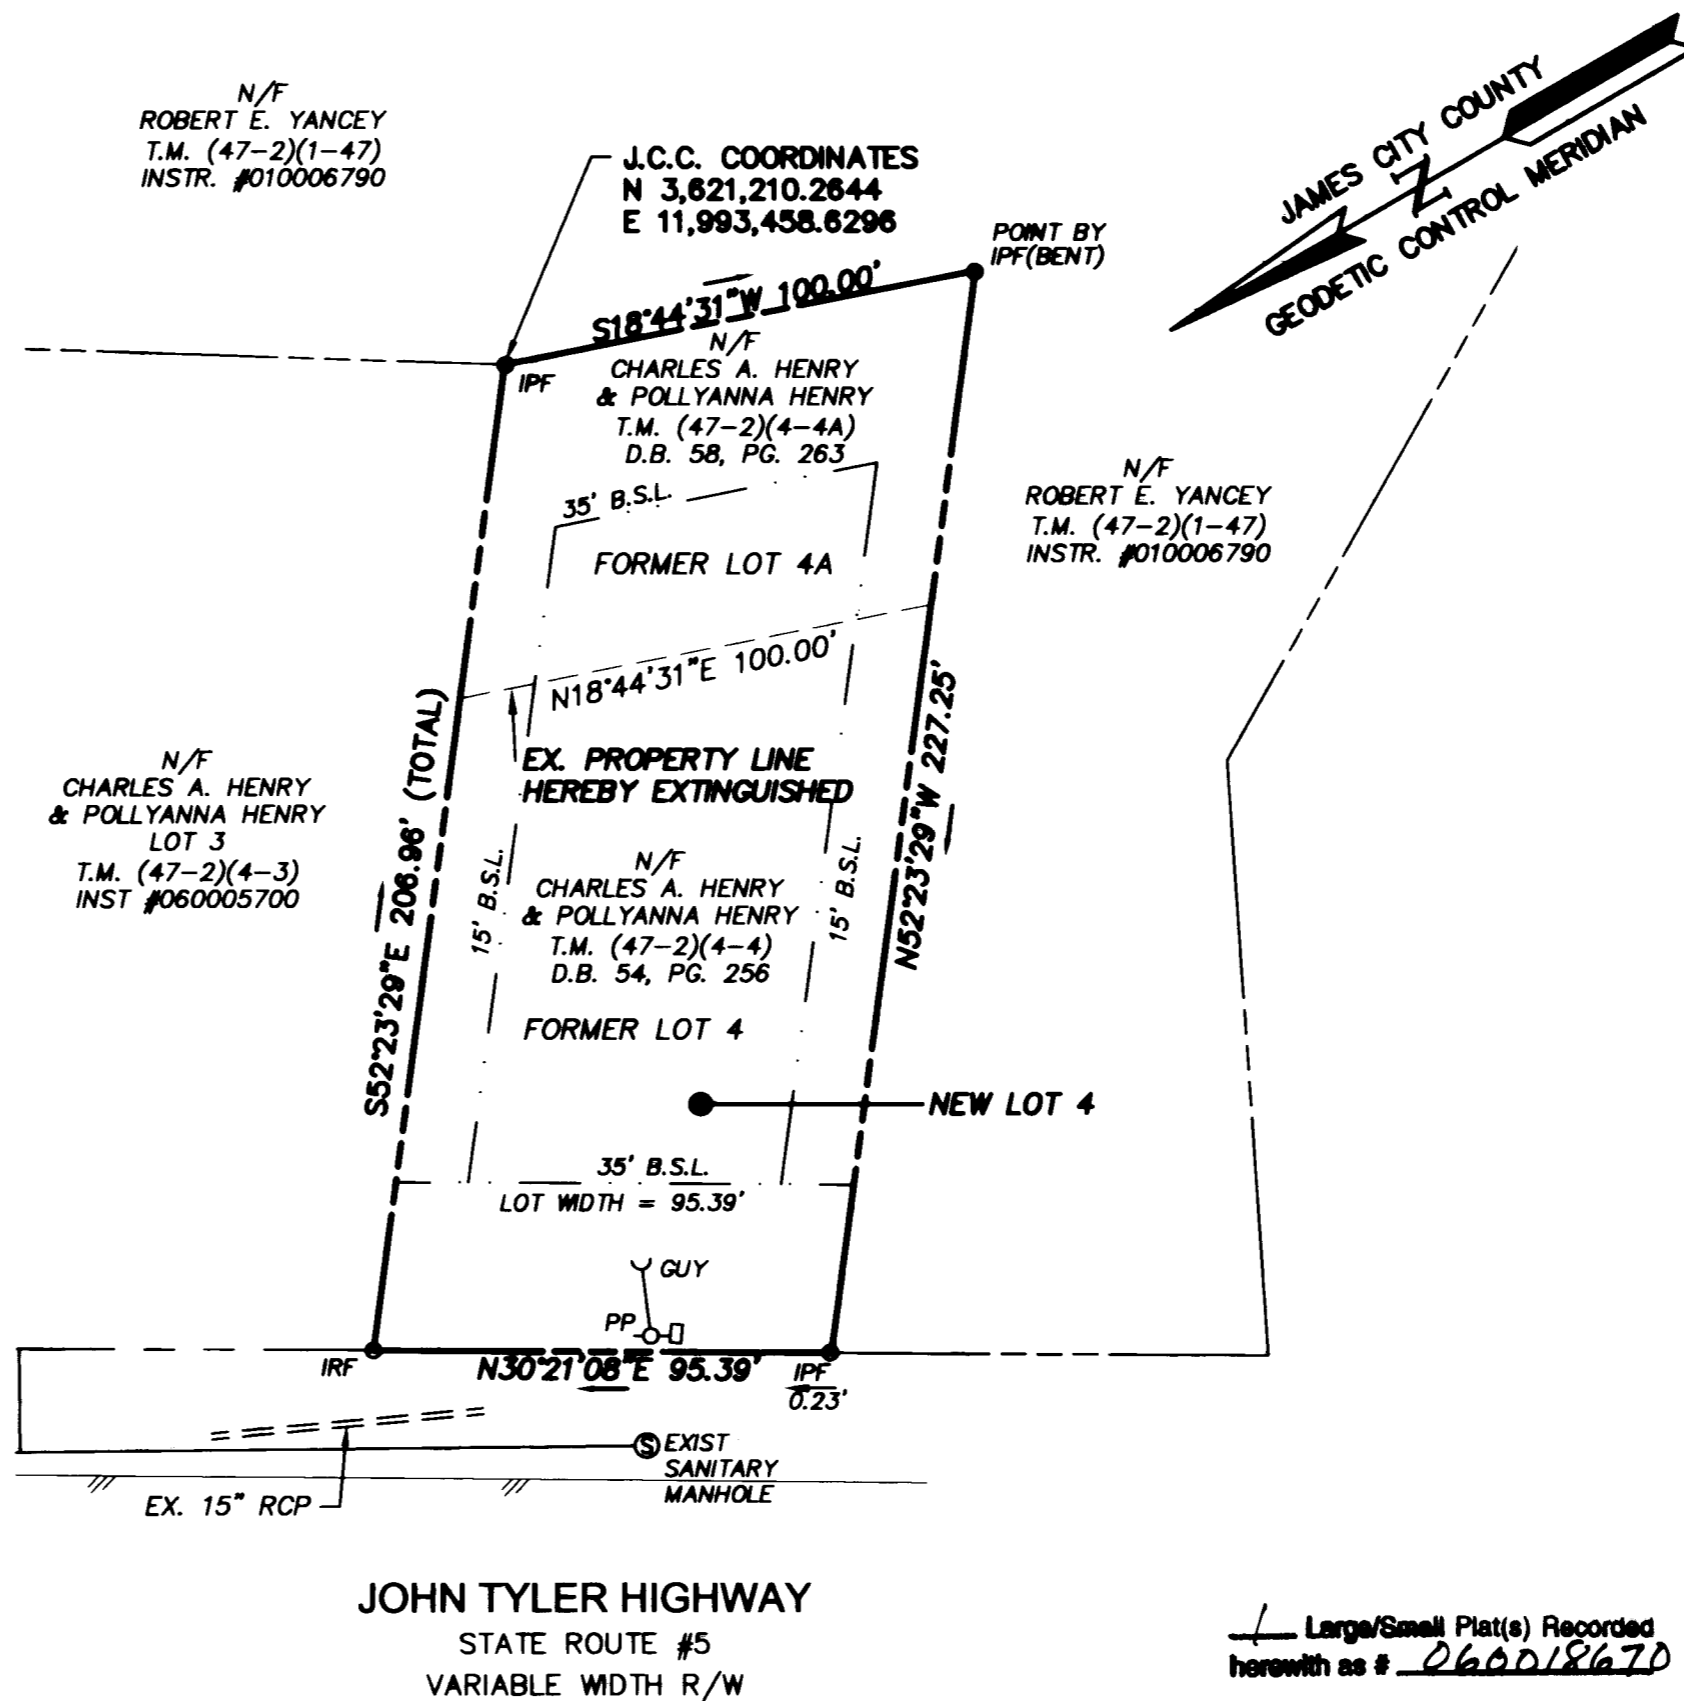 N/F
ROBERT E. YANCEY
T.M. (47-2)(1-47)
INSTR. #010006790
J.C.C. COORDINATES
N 3,621,210.2644
E 11,993,458.6296
POINT BY
IPF(BENT)
JAMES CITY COUNTY
N
GEODETIC CONTROL MERIDIAN
S18°44'31"W 100.00'
IPF
N/F
CHARLES A. HENRY
& POLLYANNA HENRY
T.M. (47-2)(4-4A)
D.B. 58, PG. 263
35' B.S.L.
FORMER LOT 4A
N/F
ROBERT E. YANCEY
T.M. (47-2)(1-47)
INSTR. #010006790
N18°44'31"E 100.00'
EX. PROPERTY LINE
HEREBY EXTINGUISHED
S52°23'29"E 206.96' (TOTAL)
N52°23'29"W 227.25'
N/F
CHARLES A. HENRY
& POLLYANNA HENRY
LOT 3
T.M. (47-2)(4-3)
INST #060005700
15' B.S.L.
15' B.S.L.
N/F
CHARLES A. HENRY
& POLLYANNA HENRY
T.M. (47-2)(4-4)
D.B. 54, PG. 256
FORMER LOT 4
NEW LOT 4
35' B.S.L.
LOT WIDTH = 95.39'
GUY
PP
IRF
N30°21'08"E 95.39'
IPF
0.23'
S
EXIST
SANITARY
MANHOLE
EX. 15" RCP
JOHN TYLER HIGHWAY
STATE ROUTE #5
VARIABLE WIDTH R/W
Large/Small Plat(s) Recorded
herewith as # 060018670